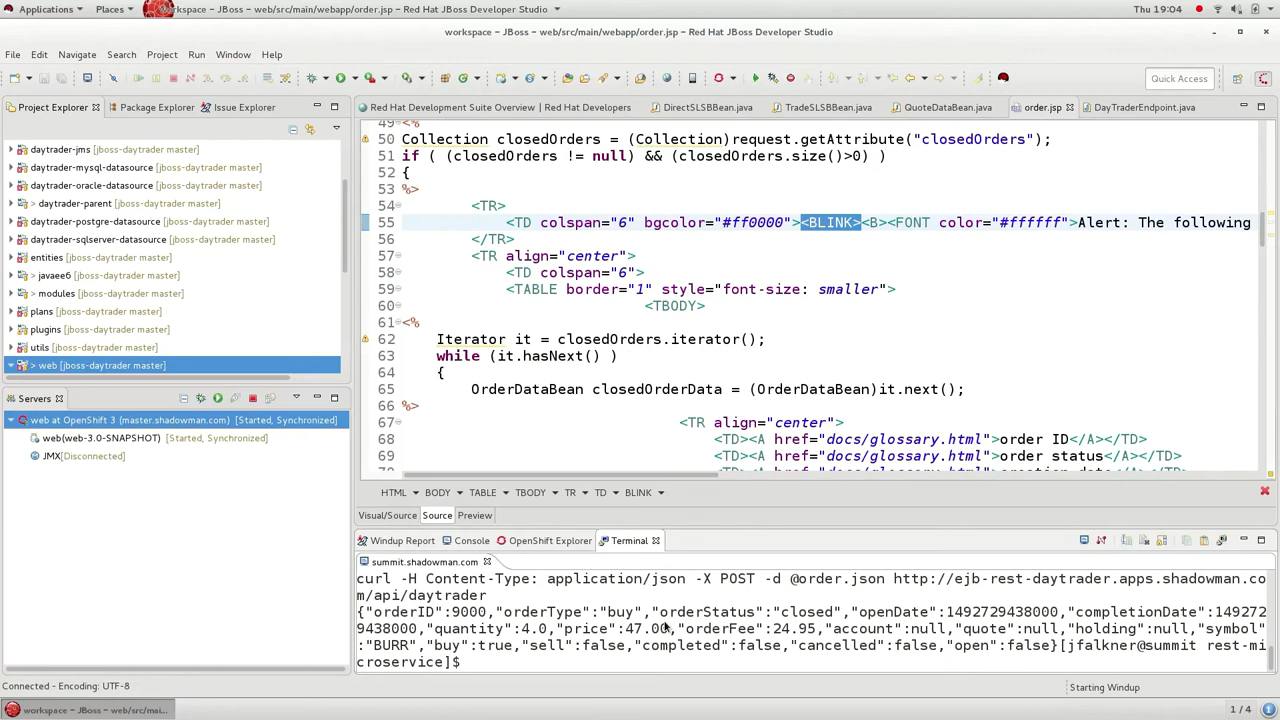 Applications Places workspace - JBoss - web/src/main/webapp/order.jsp - Red Hat JBoss Developer Studio Thu 19:04
workspace - JBoss - web/src/main/webapp/order.jsp - Red Hat JBoss Developer Studio
File Edit Navigate Search Project Run Window Help
Quick Access
Project Explorer Package Explorer Issue Explorer
Red Hat Development Suite Overview | Red Hat Developers DirectSLSBBean.java TradeSLSBBean.java QuoteDataBean.java order.jsp DayTraderEndpoint.java
daytrader-jms [jboss-daytrader master]
daytrader-mysql-datasource [jboss-daytrader master]
daytrader-oracle-datasource [jboss-daytrader master]
> daytrader-parent [jboss-daytrader master]
daytrader-postgre-datasource [jboss-daytrader master]
daytrader-sqlserver-datasource [jboss-daytrader master]
entities [jboss-daytrader master]
> javaee6 [jboss-daytrader master]
> modules [jboss-daytrader master]
plans [jboss-daytrader master]
plugins [jboss-daytrader master]
utils [jboss-daytrader master]
> web [jboss-daytrader master]
49 <%
50 Collection closedOrders = (Collection)request.getAttribute("closedOrders");
51 if ( (closedOrders != null) && (closedOrders.size()>0) )
52 {
53 %>
54 <TR>
55 <TD colspan="6" bgcolor="#ff0000"><BLINK><B><FONT color="#ffffff">Alert: The following
56 </TR>
57 <TR align="center">
58 <TD colspan="6">
59 <TABLE border="1" style="font-size: smaller">
60 <TBODY>
61 <%
62 Iterator it = closedOrders.iterator();
63 while (it.hasNext() )
64 {
65 OrderDataBean closedOrderData = (OrderDataBean)it.next();
66 %>
67 <TR align="center">
68 <TD><A href="docs/glossary.html">order ID</A></TD>
69 <TD><A href="docs/glossary.html">order status</A></TD>
70 <TD><A href="docs/glossary.html">creation date</A></TD>
Servers
web at OpenShift 3 (master.shadowman.com) [Started, Synchronized]
web(web-3.0-SNAPSHOT) [Started, Synchronized]
JMX[Disconnected]
HTML BODY TABLE TBODY TR TD BLINK
Visual/Source Source Preview
Windup Report Console OpenShift Explorer Terminal
summit.shadowman.com
curl -H Content-Type: application/json -X POST -d @order.json http://ejb-rest-daytrader.apps.shadowman.co
m/api/daytrader
{"orderID":9000,"orderType":"buy","orderStatus":"closed","openDate":1492729438000,"completionDate":149272
9438000,"quantity":4.0,"price":47.00,"orderFee":24.95,"account":null,"quote":null,"holding":null,"symbol"
:"BURR","buy":true,"sell":false,"completed":false,"cancelled":false,"open":false}[jfalkner@summit rest-mi
croservice]$
Connected - Encoding: UTF-8 Starting Windup
workspace - JBoss - web/src/mai... 1 / 4